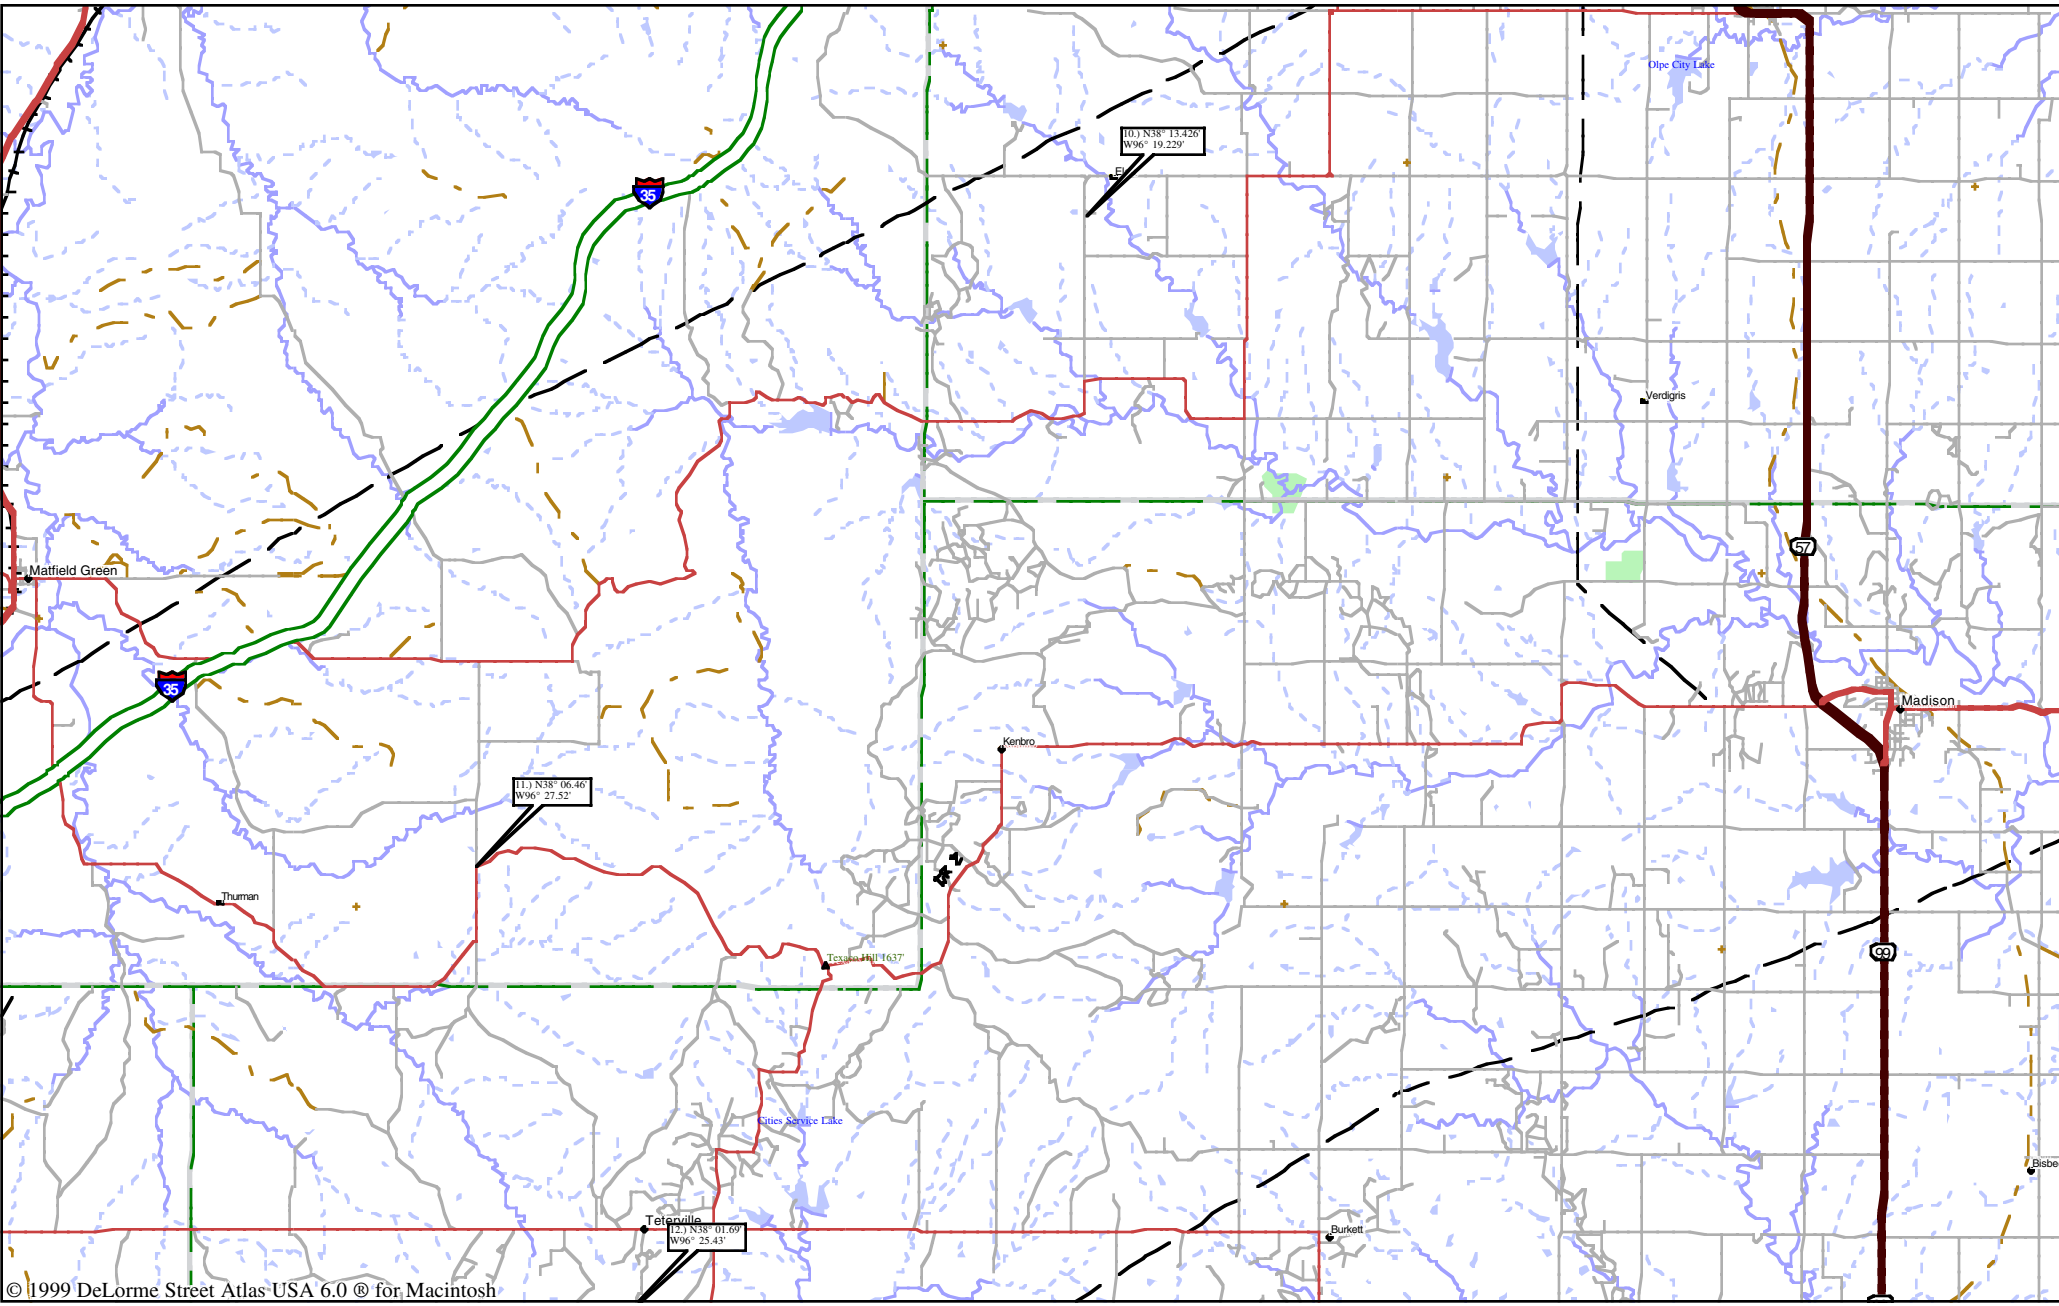 Olpe City Lake
10.) N38° 13.426'
W96° 19.229'
El
35
Verdigris
57
Matfield Green
35
Madison
Kenbro
11.) N38° 06.46'
W96° 27.52'
Thurman
Texaco Hill 1637'
99
Cities Service Lake
Bisbe
Teterville
12.) N38° 01.69'
W96° 25.43'
Burkett
© 1999 DeLorme Street Atlas USA 6.0 ® for Macintosh